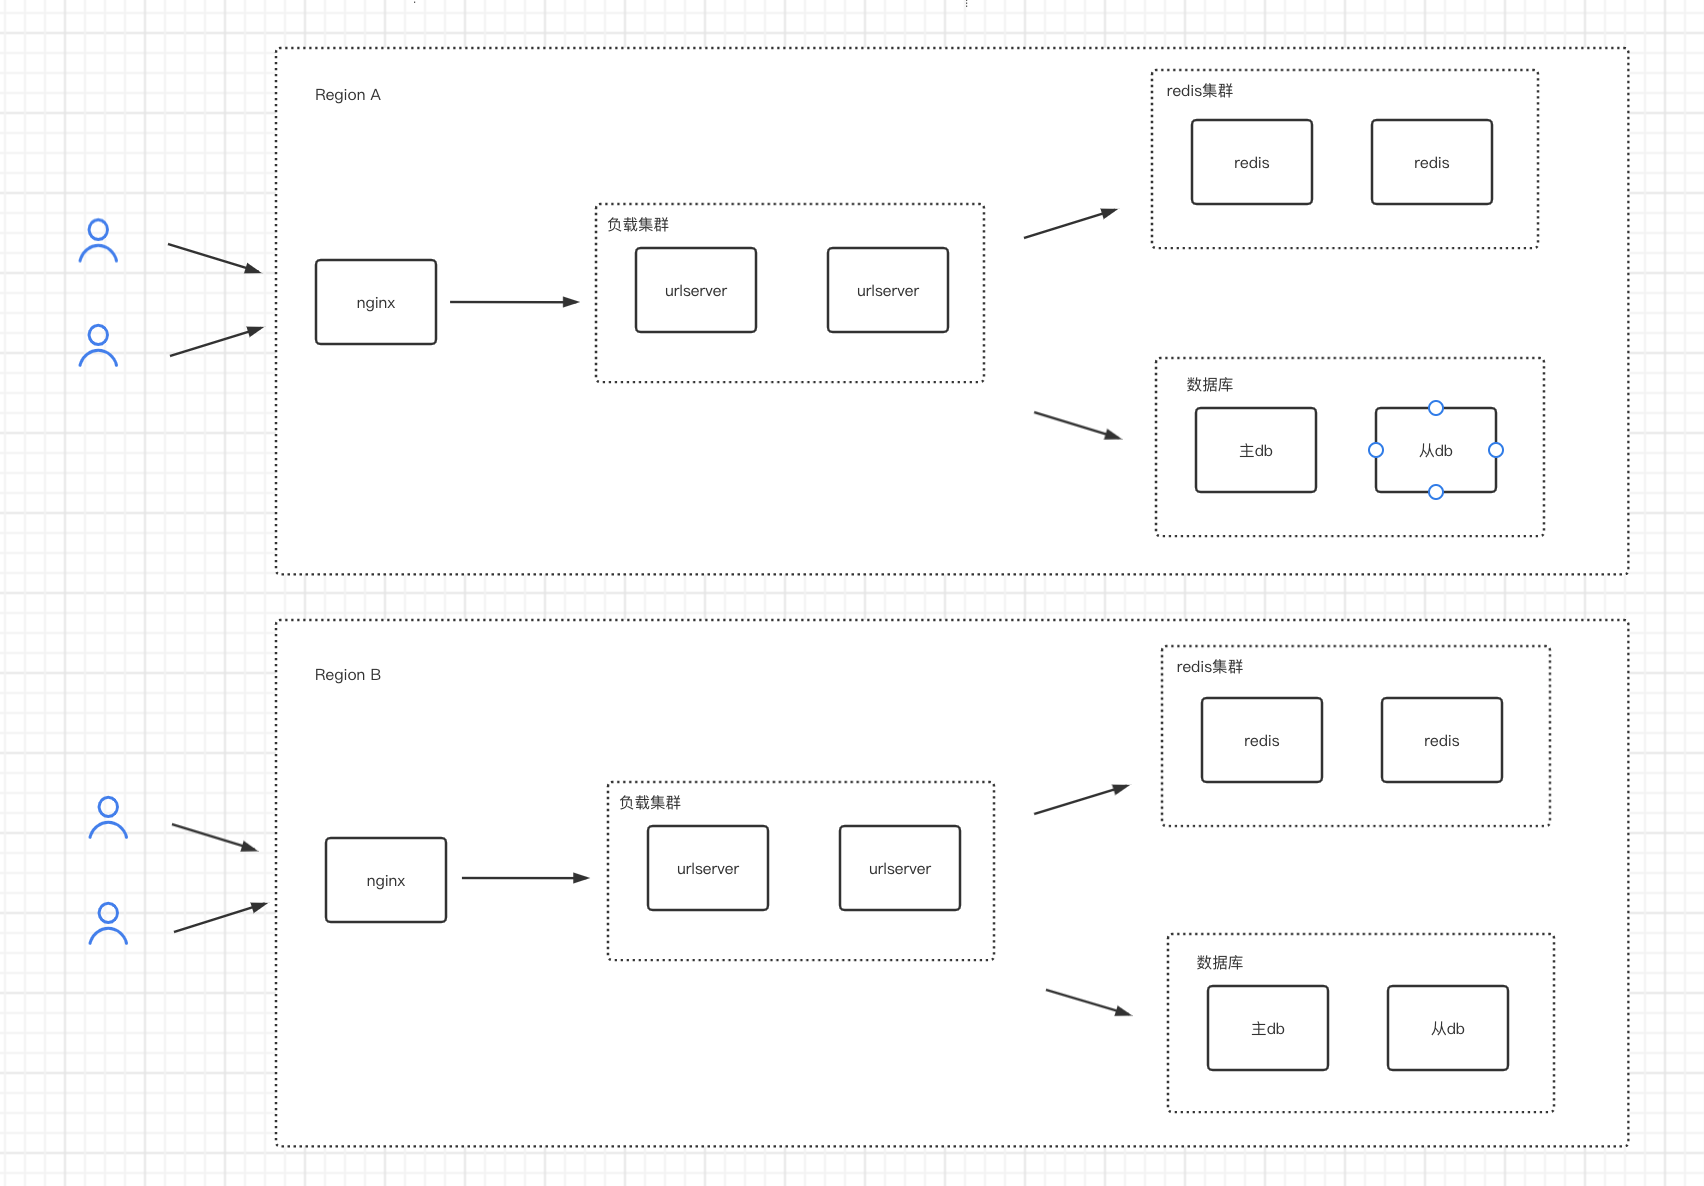 Region A
redis集群
redis
redis
负载集群
urlserver
urlserver
nginx
数据库
主db
从db
Region B
redis集群
redis
redis
负载集群
urlserver
urlserver
nginx
数据库
主db
从db